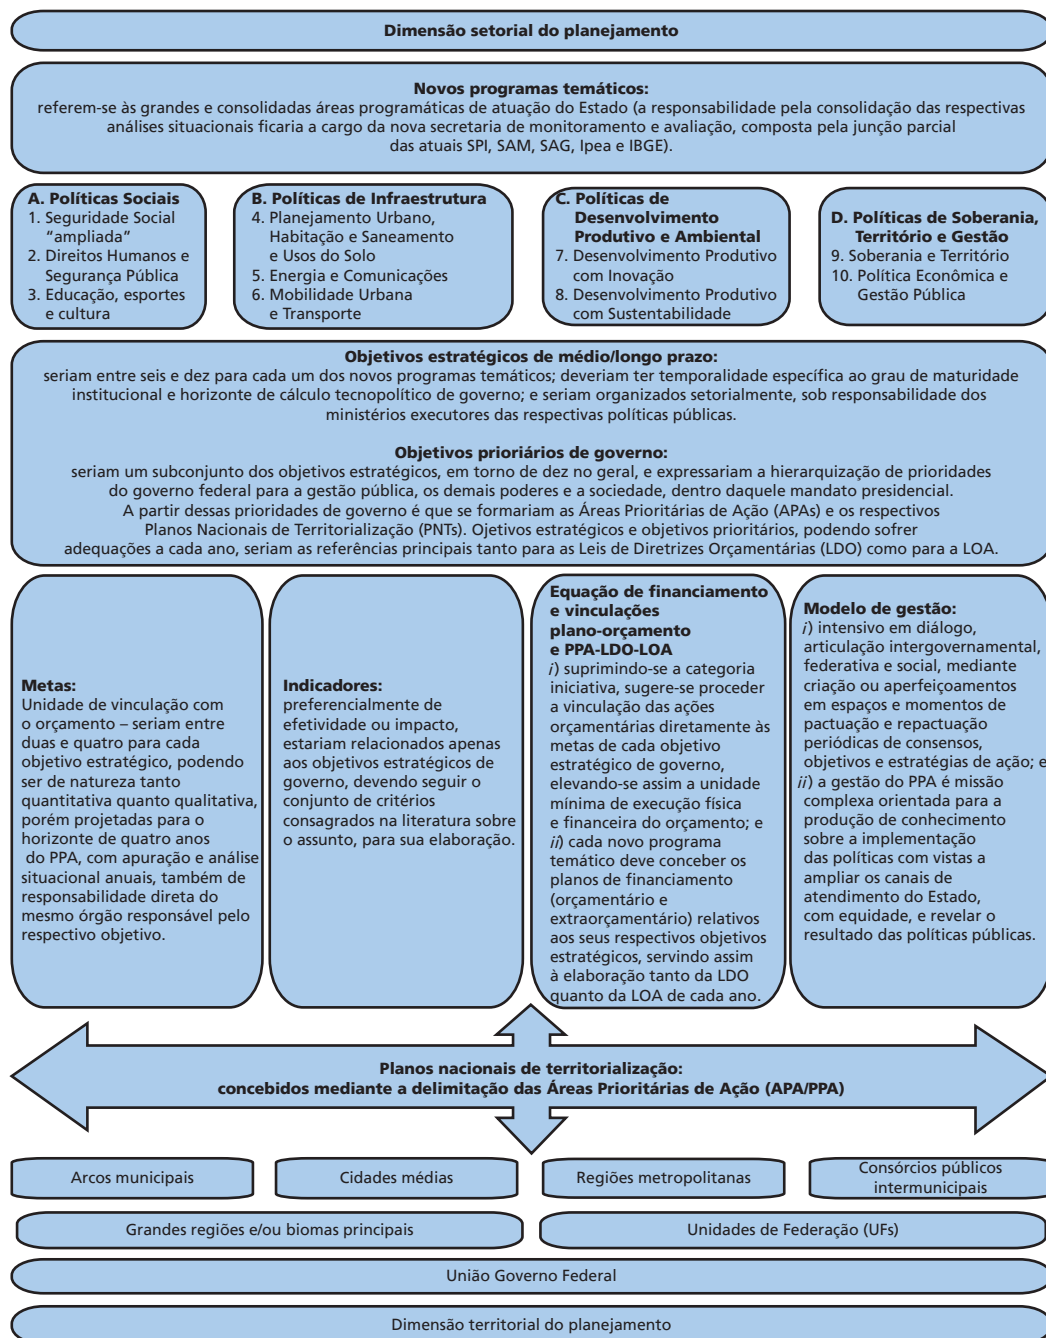 Dimensão setorial do planejamento
Novos programas temáticos:
referem-se às grandes e consolidadas áreas programáticas de atuação do Estado (a responsabilidade pela consolidação das respectivas
análises situacionais ficaria a cargo da nova secretaria de monitoramento e avaliação, composta pela junção parcial
das atuais SPI, SAM, SAG, Ipea e IBGE).
A. Políticas Sociais
1. Seguridade Social
“ampliada”
2. Direitos Humanos e
Segurança Pública
3. Educação, esportes
e cultura
B. Políticas de Infraestrutura
4. Planejamento Urbano,
Habitação e Saneamento
e Usos do Solo
5. Energia e Comunicações
6. Mobilidade Urbana
e Transporte
C. Políticas de
Desenvolvimento
Produtivo e Ambiental
7. Desenvolvimento Produtivo
com Inovação
8. Desenvolvimento Produtivo
com Sustentabilidade
D. Políticas de Soberania,
Território e Gestão
9. Soberania e Território
10. Política Econômica e
Gestão Pública
Objetivos estratégicos de médio/longo prazo:
seriam entre seis e dez para cada um dos novos programas temáticos; deveriam ter temporalidade específica ao grau de maturidade
institucional e horizonte de cálculo tecnopolítico de governo; e seriam organizados setorialmente, sob responsabilidade dos
ministérios executores das respectivas políticas públicas.
Objetivos prioriários de governo:
seriam um subconjunto dos objetivos estratégicos, em torno de dez no geral, e expressariam a hierarquização de prioridades
do governo federal para a gestão pública, os demais poderes e a sociedade, dentro daquele mandato presidencial.
A partir dessas prioridades de governo é que se formariam as Áreas Prioritárias de Ação (APAs) e os respectivos
Planos Nacionais de Territorialização (PNTs). Ojetivos estratégicos e objetivos prioritários, podendo sofrer
adequações a cada ano, seriam as referências principais tanto para as Leis de Diretrizes Orçamentárias (LDO) como para a LOA.
Metas:
Unidade de vinculação com
o orçamento – seriam entre
duas e quatro para cada
objetivo estratégico, podendo
ser de natureza tanto
quantitativa quanto qualitativa,
porém projetadas para o
horizonte de quatro anos
do PPA, com apuração e análise
situacional anuais, também de
responsabilidade direta do
mesmo órgão responsável pelo
respectivo objetivo.
Indicadores:
preferencialmente de
efetividade ou impacto,
estariam relacionados apenas
aos objetivos estratégicos de
governo, devendo seguir o
conjunto de critérios
consagrados na literatura sobre
o assunto, para sua elaboração.
Equação de financiamento
e vinculações
plano-orçamento
e PPA-LDO-LOA
i) suprimindo-se a categoria
iniciativa, sugere-se proceder
a vinculação das ações
orçamentárias diretamente às
metas de cada objetivo
estratégico de governo,
elevando-se assim a unidade
mínima de execução física
e financeira do orçamento; e
ii) cada novo programa
temático deve conceber os
planos de financiamento
(orçamentário e
extraorçamentário) relativos
aos seus respectivos objetivos
estratégicos, servindo assim
à elaboração tanto da LDO
quanto da LOA de cada ano.
Modelo de gestão:
i) intensivo em diálogo,
articulação intergovernamental,
federativa e social, mediante
criação ou aperfeiçoamentos
em espaços e momentos de
pactuação e repactuação
periódicas de consensos,
objetivos e estratégias de ação; e
ii) a gestão do PPA é missão
complexa orientada para a
produção de conhecimento
sobre a implementação
das políticas com vistas a
ampliar os canais de
atendimento do Estado,
com equidade, e revelar o
resultado das políticas públicas.
Planos nacionais de territorialização:
concebidos mediante a delimitação das Áreas Prioritárias de Ação (APA/PPA)
Arcos municipais
Cidades médias
Regiões metropolitanas
Consórcios públicos
intermunicipais
Grandes regiões e/ou biomas principais
Unidades de Federação (UFs)
União Governo Federal
Dimensão territorial do planejamento